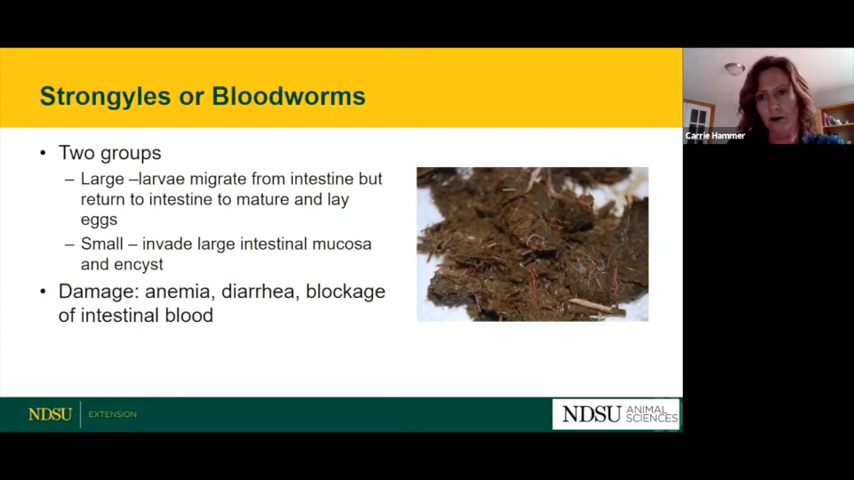 Strongyles or Bloodworms
• Two groups
– Large –larvae migrate from intestine but
return to intestine to mature and lay
eggs
– Small – invade large intestinal mucosa
and encyst
• Damage: anemia, diarrhea, blockage
of intestinal blood
Carrie Hammer
NDSU EXTENSION
NDSU ANIMAL
SCIENCES